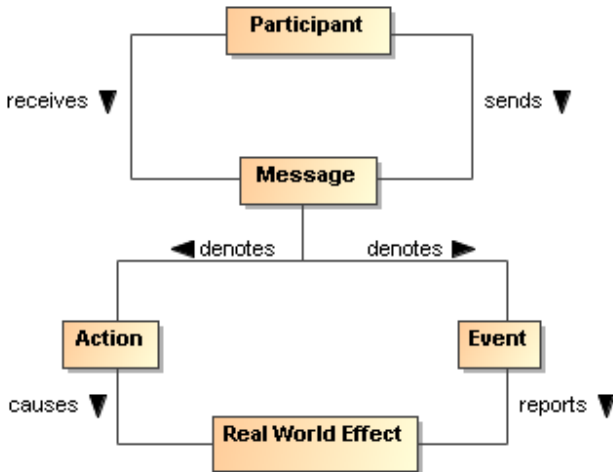 Participant
receives
sends
Message
denotes
denotes
Action
Event
causes
reports
Real World Effect